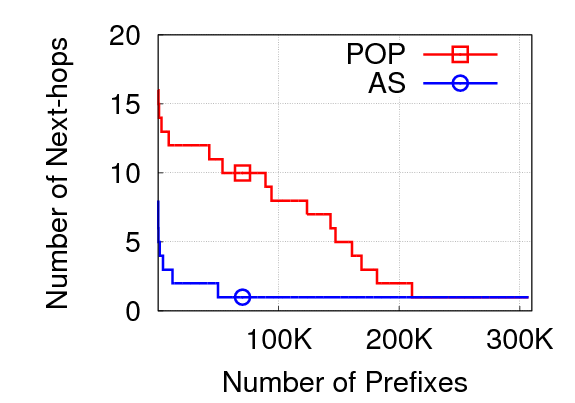 Number of Next-hops
20
15
10
5
0
POP
AS
100K
200K
300K
Number of Prefixes